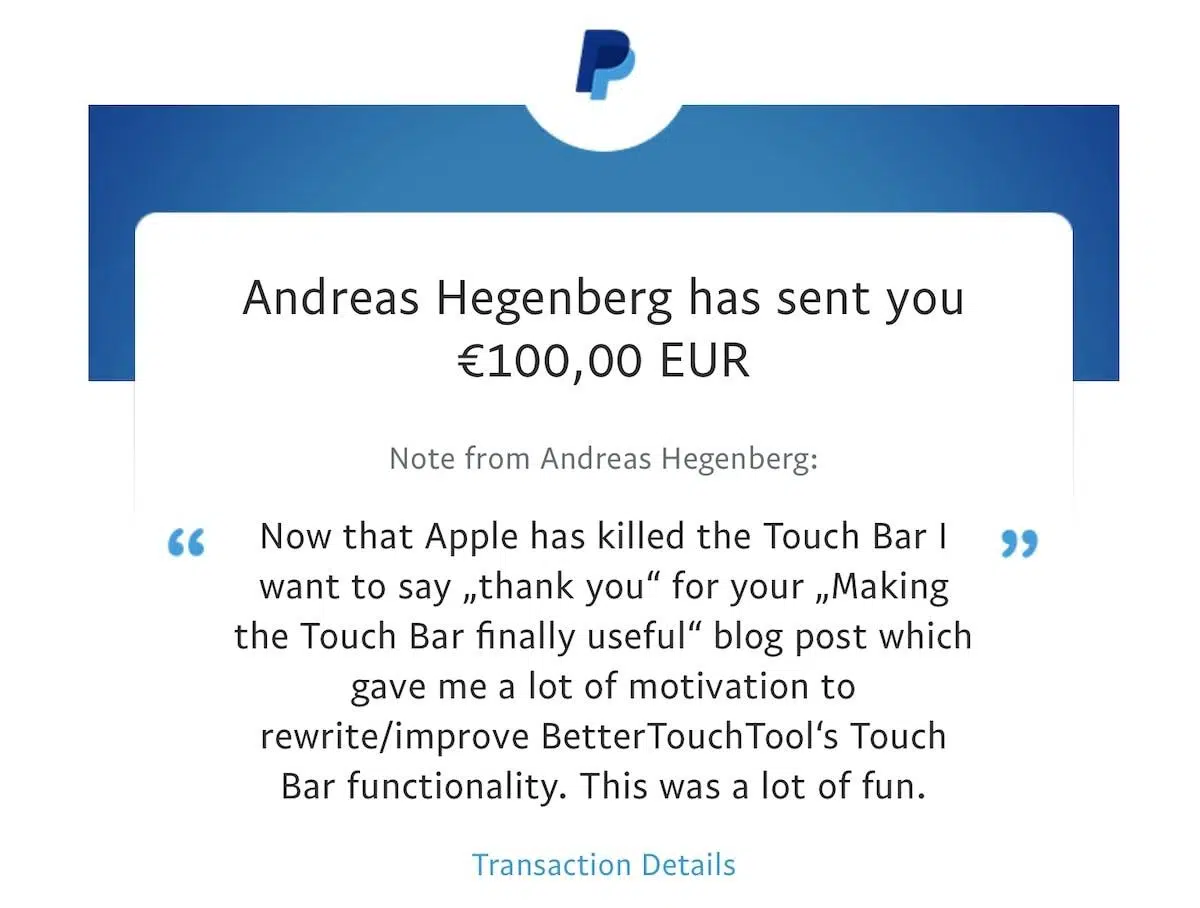 Andreas Hegenberg has sent you
€100,00 EUR
Note from Andreas Hegenberg:
“ Now that Apple has killed the Touch Bar I ”
want to say „thank you“ for your „Making
the Touch Bar finally useful“ blog post which
gave me a lot of motivation to
rewrite/improve BetterTouchTool‘s Touch
Bar functionality. This was a lot of fun.
Transaction Details